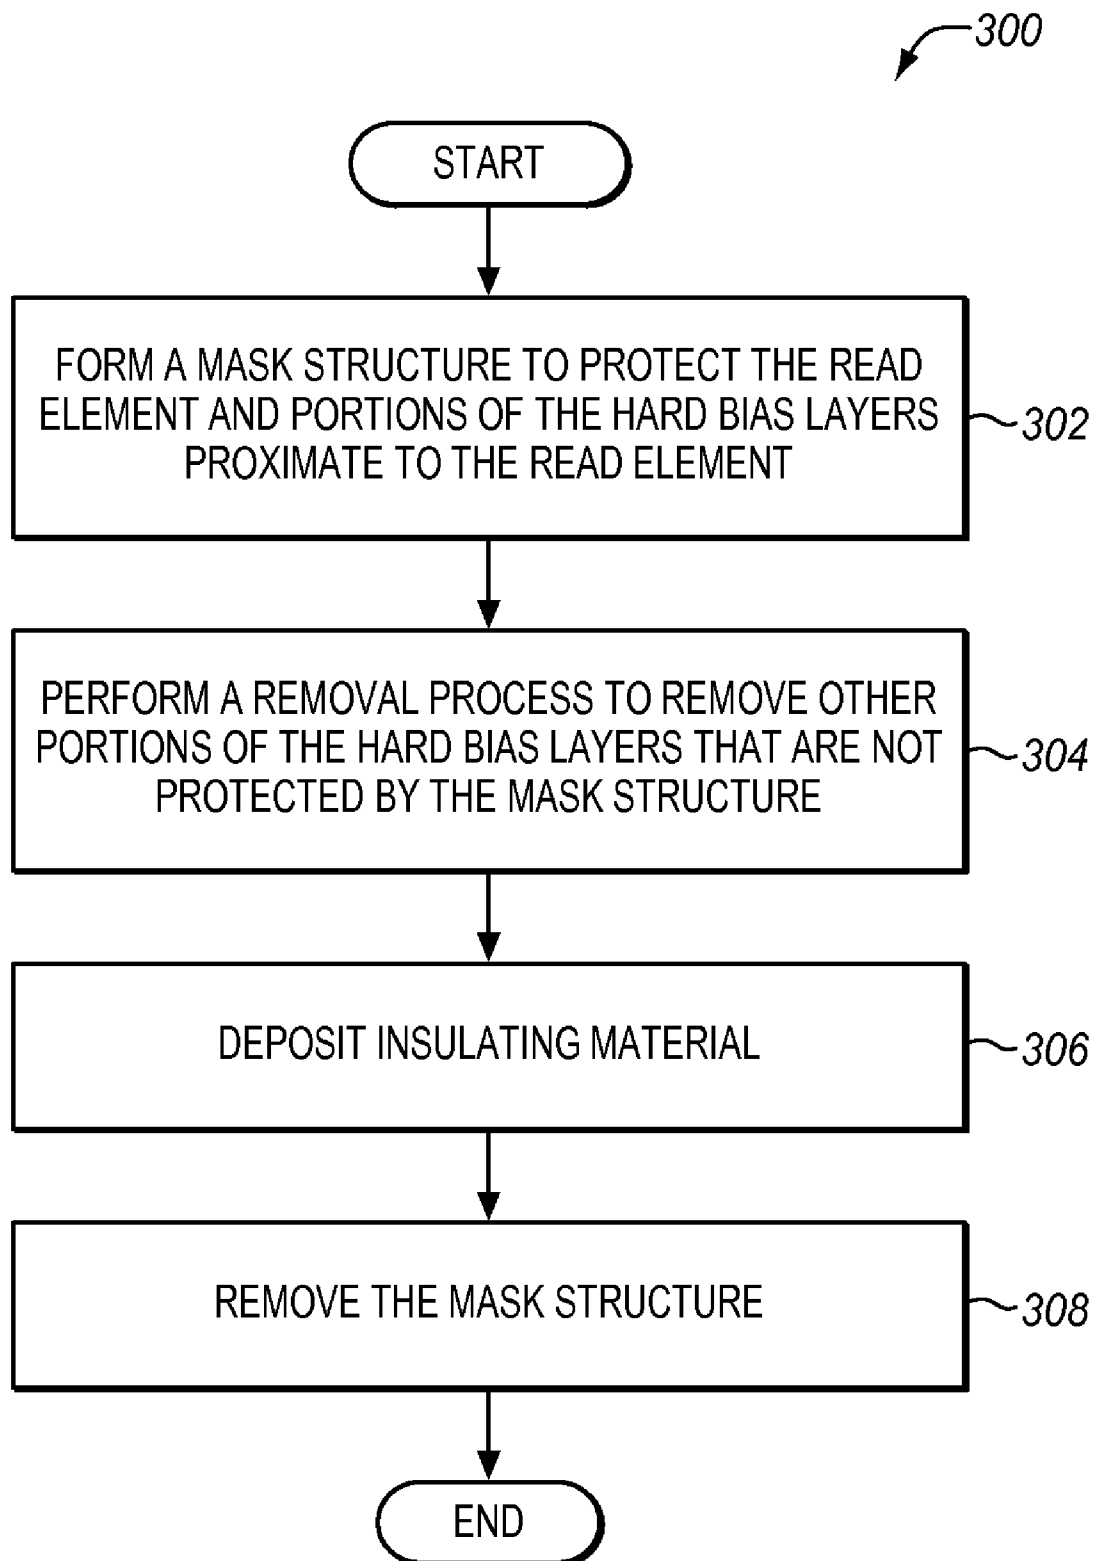 300
START
FORM A MASK STRUCTURE TO PROTECT THE READ
ELEMENT AND PORTIONS OF THE HARD BIAS LAYERS
PROXIMATE TO THE READ ELEMENT
302
PERFORM A REMOVAL PROCESS TO REMOVE OTHER
PORTIONS OF THE HARD BIAS LAYERS THAT ARE NOT
PROTECTED BY THE MASK STRUCTURE
304
DEPOSIT INSULATING MATERIAL
306
REMOVE THE MASK STRUCTURE
308
END